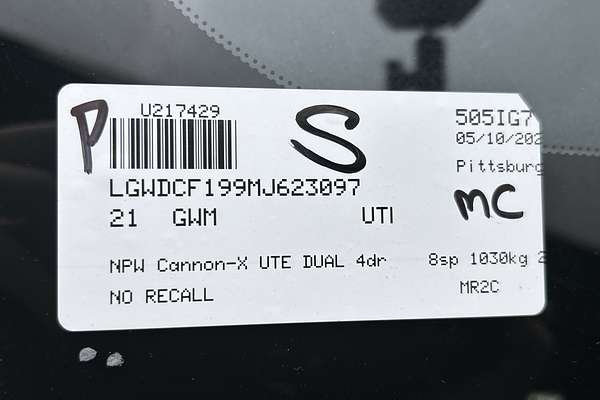 P
U217429
S
505IG7
05/10/202
LGWDCF199MJ623097
Pittsburg
21 GWM UTI
MC
NPW Cannon-X UTE DUAL 4dr 8sp 1030kg 2
NO RECALL MR2C